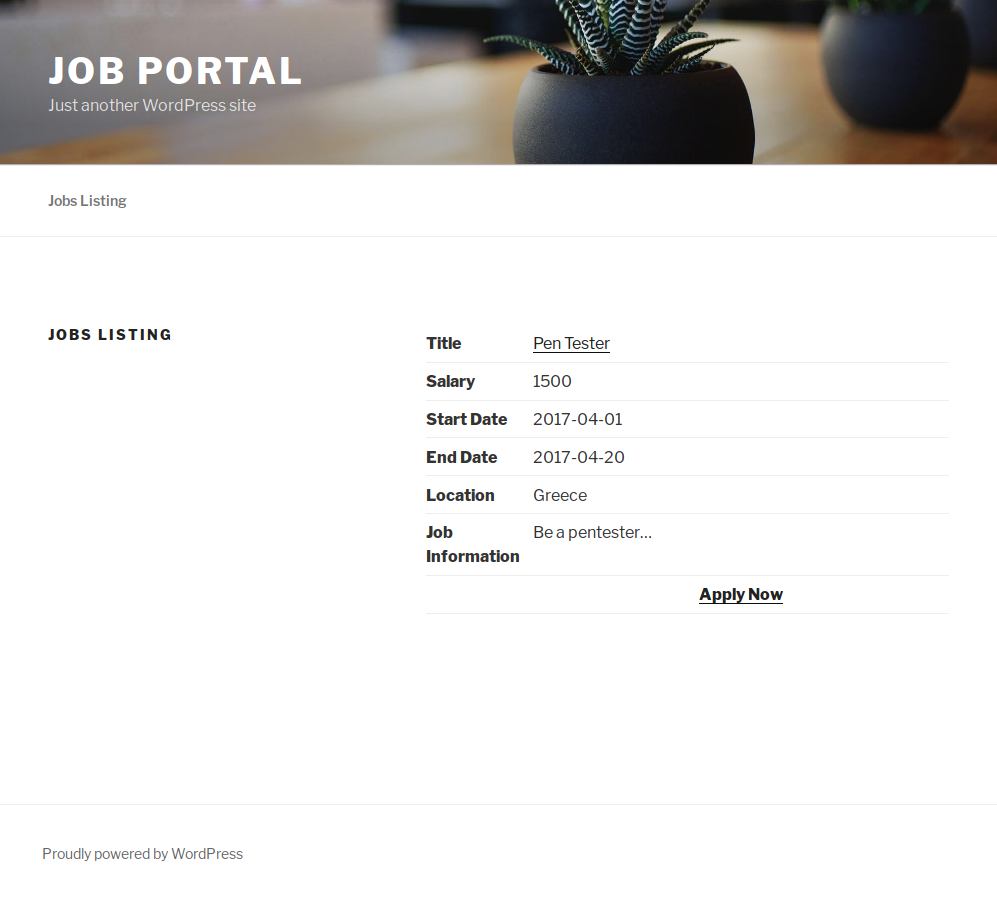 JOB PORTAL
Just another WordPress site
Jobs Listing
JOBS LISTING
Title Pen Tester
Salary 1500
Start Date 2017-04-01
End Date 2017-04-20
Location Greece
Job Be a pentester...
Information
Apply Now
Proudly powered by WordPress